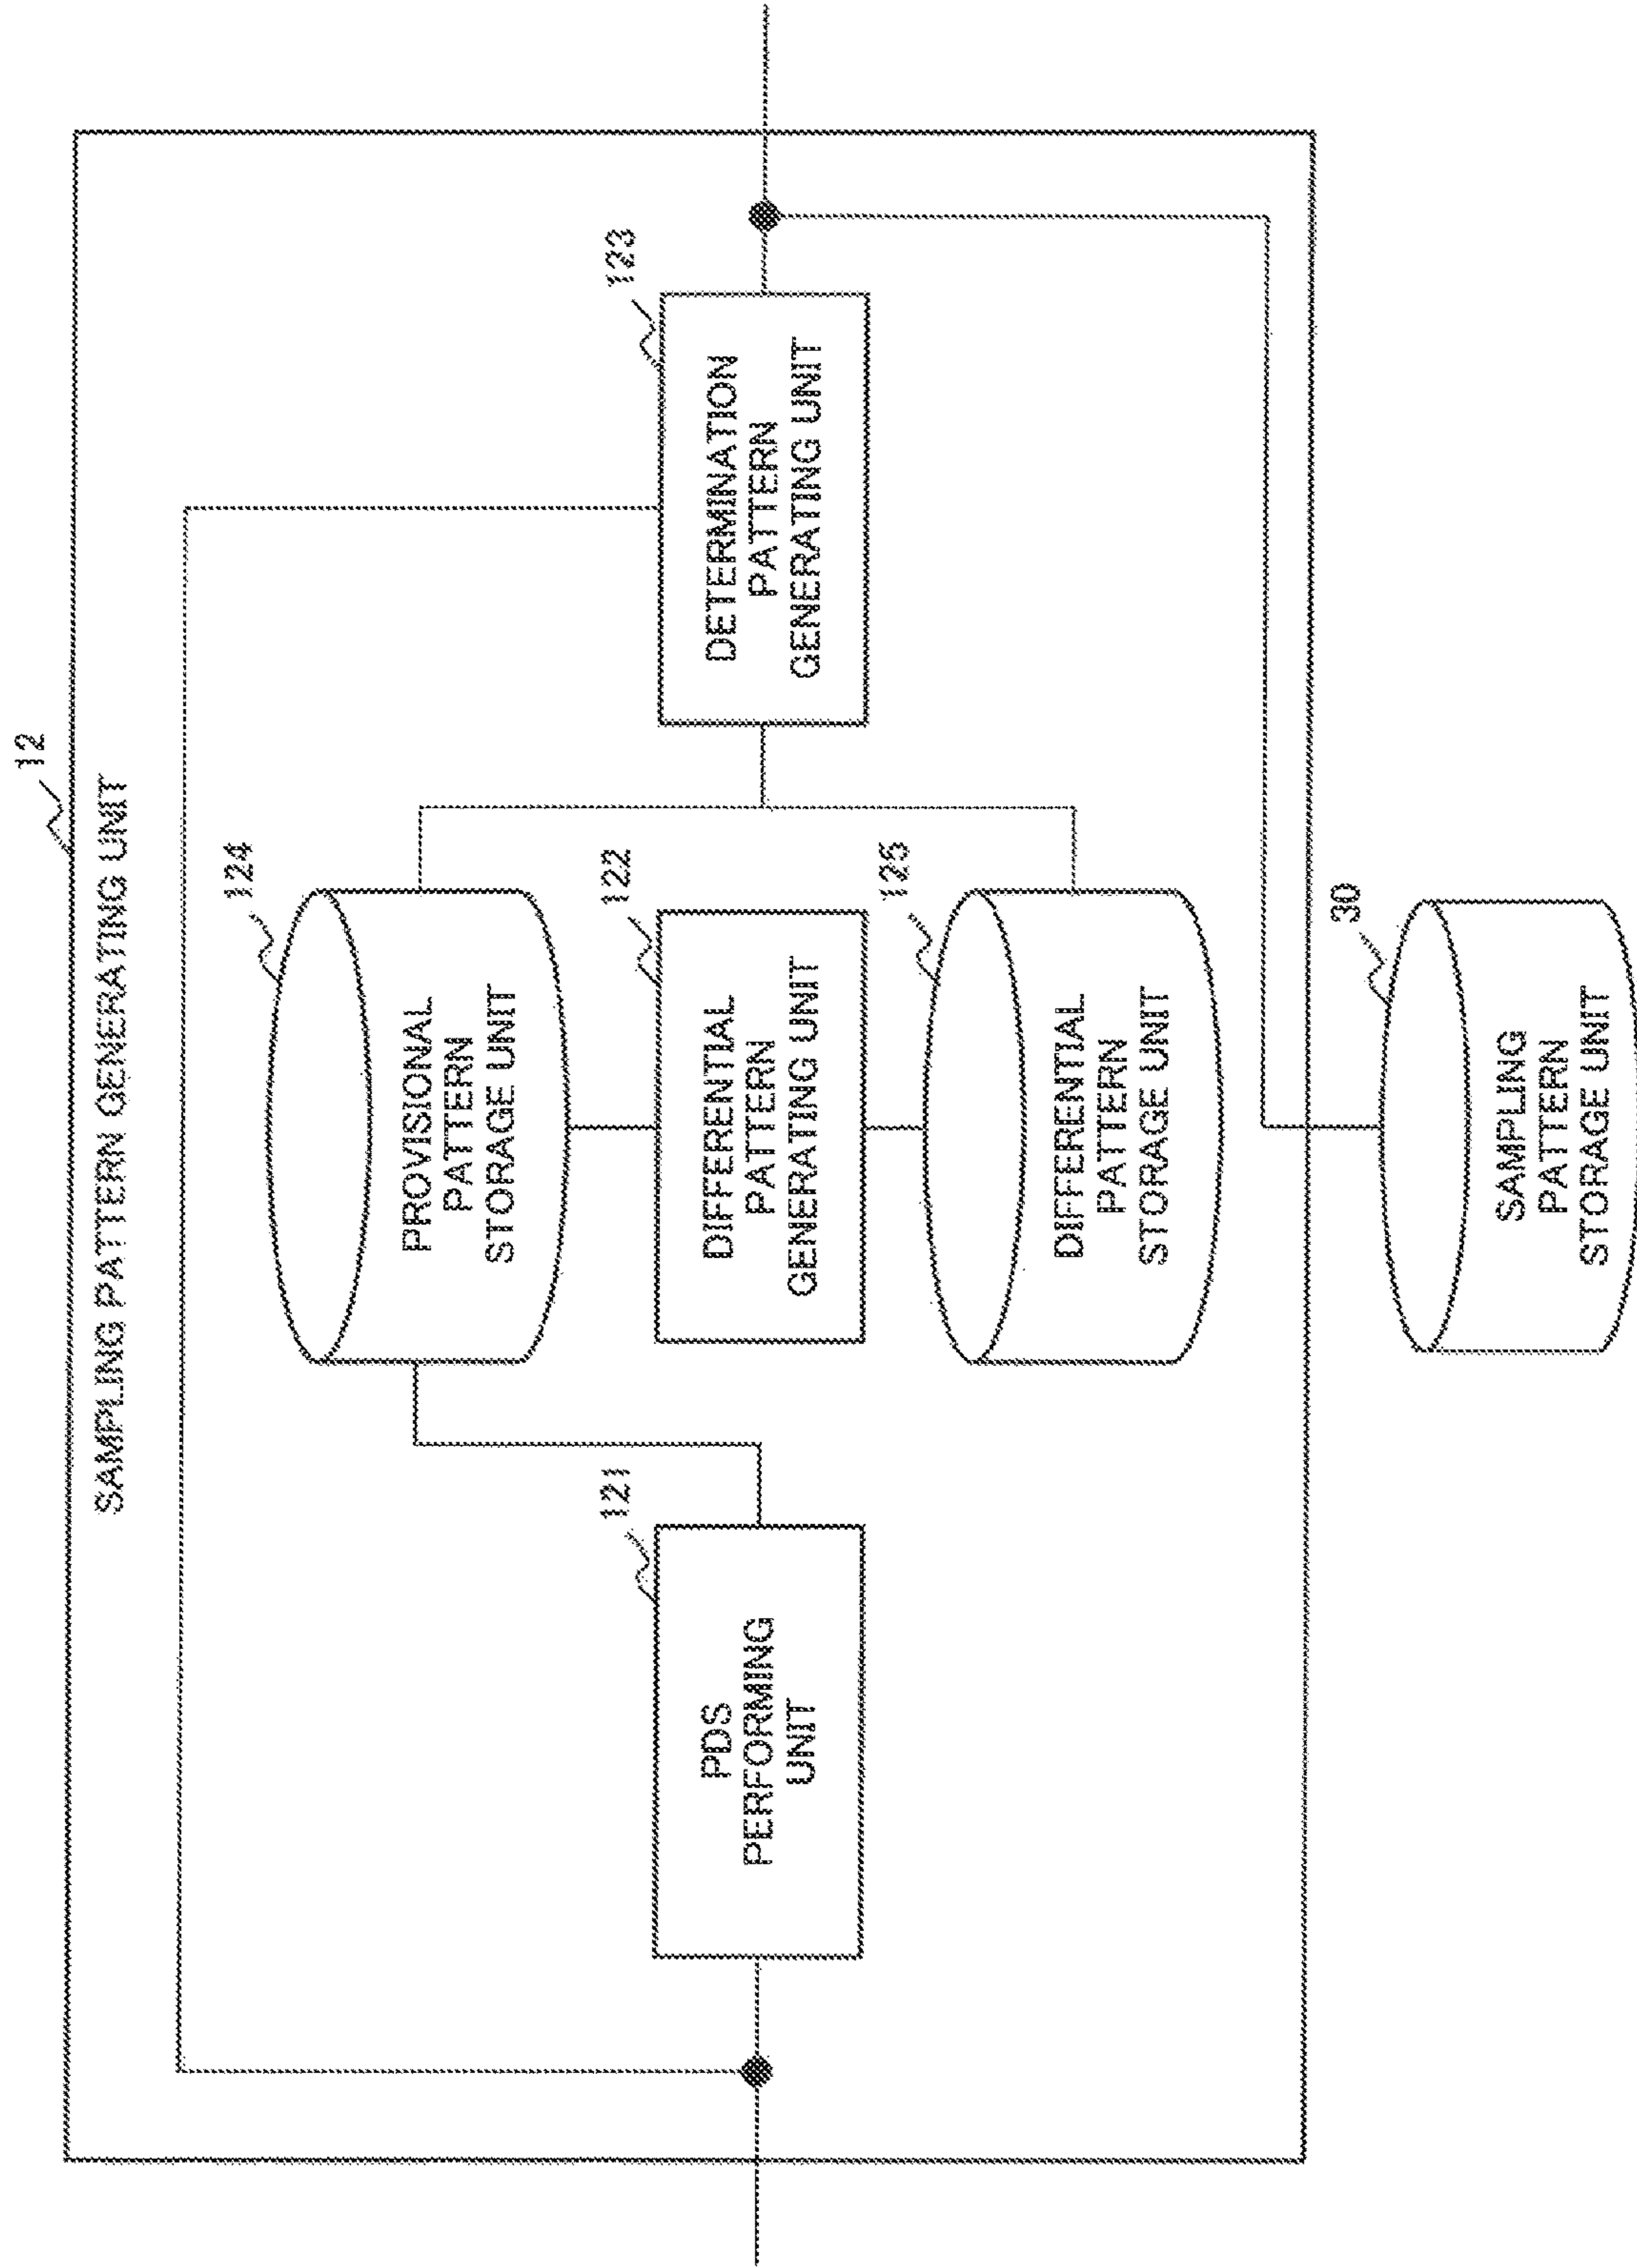 12
SAMPLING PATTERN GENERATING UNIT
124
PROVISIONAL
PATTERN
STORAGE UNIT
121
PDS
PERFORMING
UNIT
122
DIFFERENTIAL
PATTERN
GENERATING UNIT
123
DETERMINATION
PATTERN
GENERATING UNIT
125
DIFFERENTIAL
PATTERN
STORAGE UNIT
30
SAMPLING
PATTERN
STORAGE UNIT